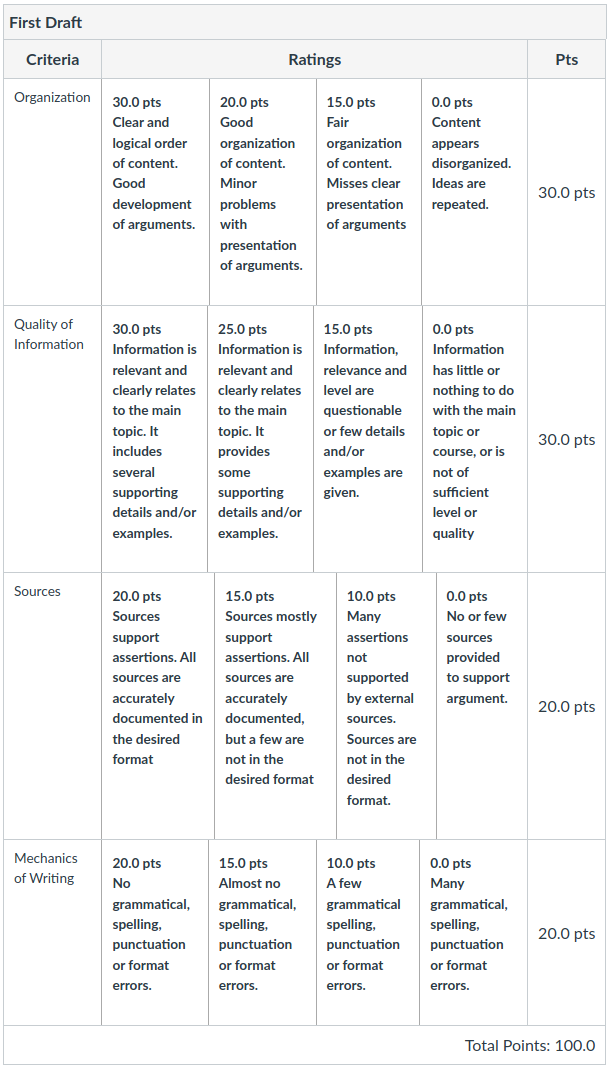 First Draft
Criteria
Ratings
Pts
Organization
30.0 pts
Clear and
logical order
of content.
Good
development
of arguments.
20.0 pts
Good
organization
of content.
Minor
problems
with
presentation
of arguments.
15.0 pts
Fair
organization
of content.
Misses clear
presentation
of arguments
0.0 pts
Content
appears
disorganized.
Ideas are
repeated.
30.0 pts
Quality of
Information
30.0 pts
Information is
relevant and
clearly relates
to the main
topic. It
includes
several
supporting
details and/or
examples.
25.0 pts
Information is
relevant and
clearly relates
to the main
topic. It
provides
some
supporting
details and/or
examples.
15.0 pts
Information,
relevance and
level are
questionable
or few details
and/or
examples are
given.
0.0 pts
Information
has little or
nothing to do
with the main
topic or
course, or is
not of
sufficient
level or
quality
30.0 pts
Sources
20.0 pts
Sources
support
assertions. All
sources are
accurately
documented in
the desired
format
15.0 pts
Sources mostly
support
assertions. All
sources are
accurately
documented,
but a few are
not in the
desired format
10.0 pts
Many
assertions
not
supported
by external
sources.
Sources are
not in the
desired
format.
0.0 pts
No or few
sources
provided
to support
argument.
20.0 pts
Mechanics
of Writing
20.0 pts
No
grammatical,
spelling,
punctuation
or format
errors.
15.0 pts
Almost no
grammatical,
spelling,
punctuation
or format
errors.
10.0 pts
A few
grammatical
spelling,
punctuation
or format
errors.
0.0 pts
Many
grammatical,
spelling,
punctuation
or format
errors.
20.0 pts
Total Points: 100.0